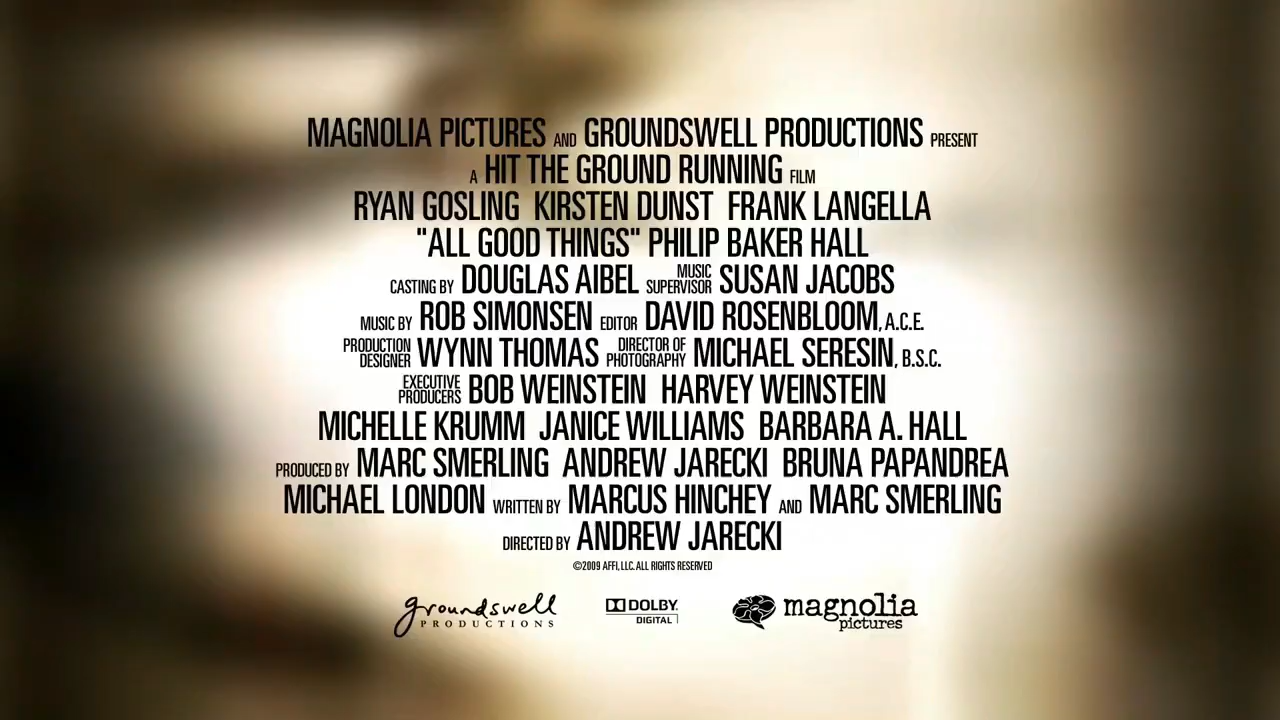 MAGNOLIA PICTURES AND GROUNDSWELL PRODUCTIONS PRESENT
A HIT THE GROUND RUNNING FILM
RYAN GOSLING KIRSTEN DUNST FRANK LANGELLA
"ALL GOOD THINGS" PHILIP BAKER HALL
CASTING BY DOUGLAS AIBEL MUSIC SUPERVISOR SUSAN JACOBS
MUSIC BY ROB SIMONSEN EDITOR DAVID ROSENBLOOM, A.C.E.
PRODUCTION DESIGNER WYNN THOMAS DIRECTOR OF PHOTOGRAPHY MICHAEL SERESIN, B.S.C.
EXECUTIVE PRODUCERS BOB WEINSTEIN HARVEY WEINSTEIN
MICHELLE KRUMM JANICE WILLIAMS BARBARA A. HALL
PRODUCED BY MARC SMERLING ANDREW JARECKI BRUNA PAPANDREA
MICHAEL LONDON WRITTEN BY MARCUS HINCHEY AND MARC SMERLING
DIRECTED BY ANDREW JARECKI
©2009 AFFI, LLC. ALL RIGHTS RESERVED
groundswell PRODUCTIONS
DOLBY DIGITAL
magnolia pictures